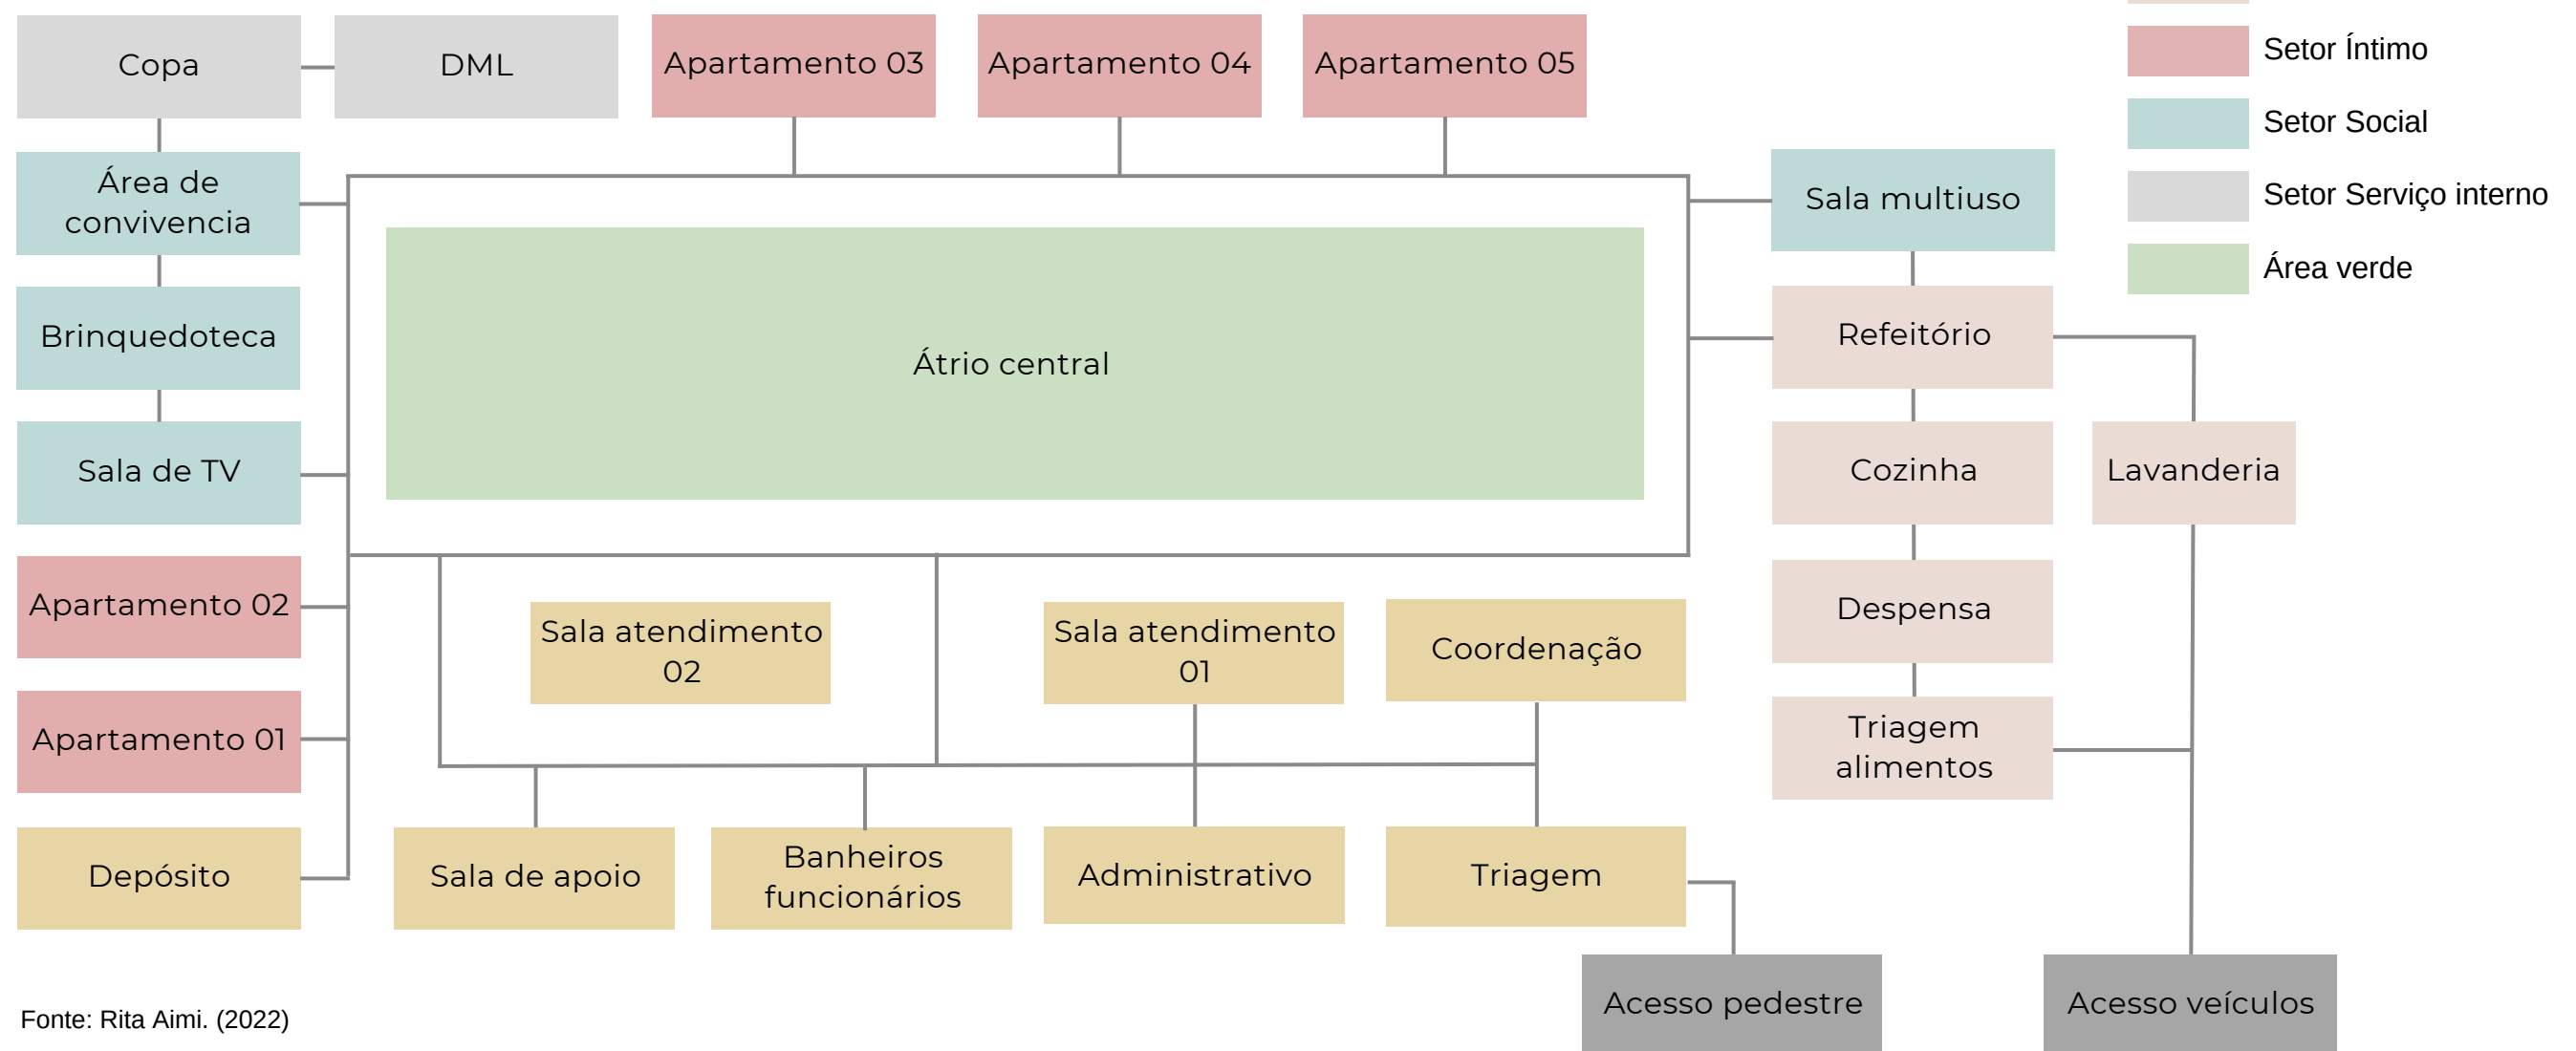 Copa
DML
Apartamento 03
Apartamento 04
Apartamento 05
Setor Íntimo
Setor Social
Setor Serviço interno
Área verde
Área de
convivencia
Sala multiuso
Brinquedoteca
Átrio central
Refeitório
Sala de TV
Cozinha
Lavanderia
Apartamento 02
Sala atendimento
02
Sala atendimento
01
Coordenação
Despensa
Apartamento 01
Triagem
alimentos
Depósito
Sala de apoio
Banheiros
funcionários
Administrativo
Triagem
Acesso pedestre
Acesso veículos
Fonte: Rita Aimi. (2022)